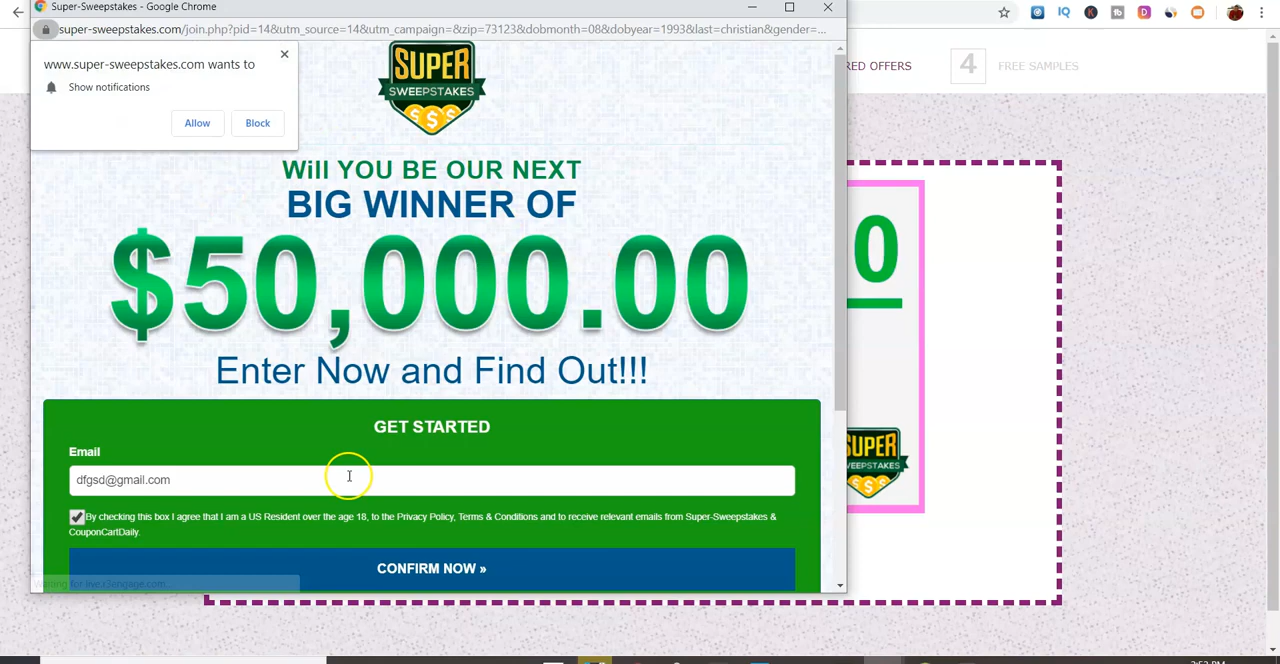 Super-Sweepstakes - Google Chrome
super-sweepstakes.com/join.php?pid=14&utm_source=14&utm_campaign=&zip=73123&dobmonth=08&dobyear=1993&last=christian&gender=...
www.super-sweepstakes.com wants to
Show notifications
Allow Block
SUPER
SWEEPSTAKES
$$$
RED OFFERS 4 FREE SAMPLES
Will YOU BE OUR NEXT
BIG WINNER OF
$50,000.00
Enter Now and Find Out!!!
0
GET STARTED
Email
dfgsd@gmail.com
By checking this box I agree that I am a US Resident over the age 18, to the Privacy Policy, Terms & Conditions and to receive relevant emails from Super-Sweepstakes &
CouponCartDaily.
CONFIRM NOW »
SUPER
WEEPSTAKES